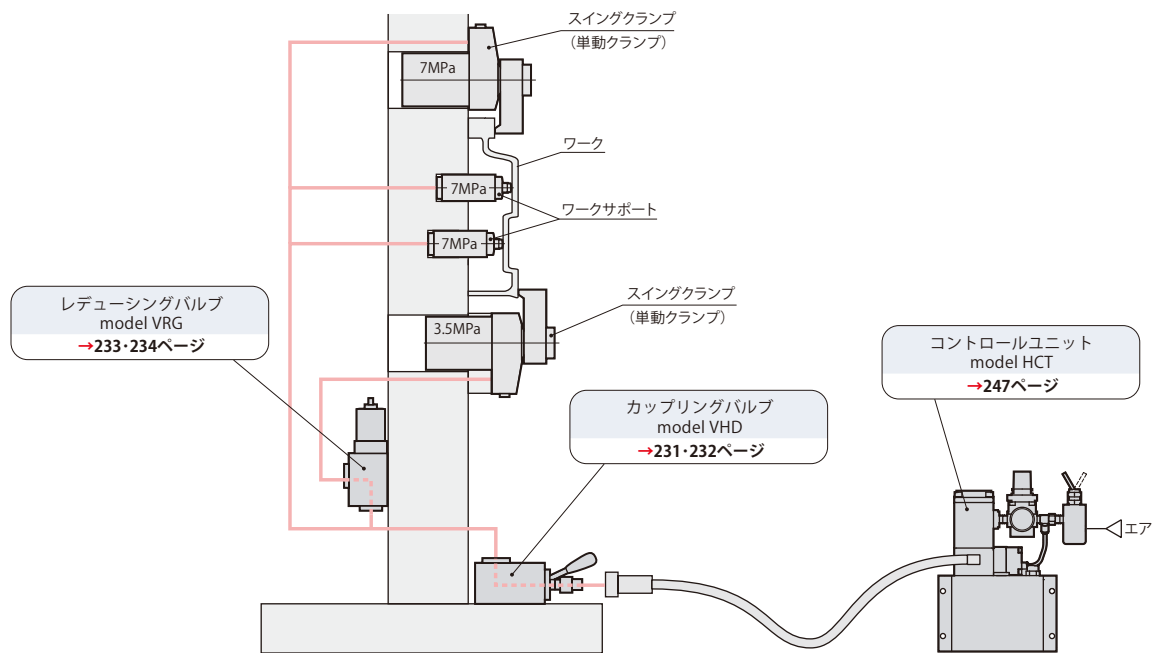 スイングクランプ
（単動クランプ）
7MPa
ワーク
7MPa
ワークサポート
7MPa
スイングクランプ
（単動クランプ）
3.5MPa
レデューシングバルブ
model VRG
→233･234ページ
カップリングバルブ
model VHD
→231･232ページ
コントロールユニット
model HCT
→247ページ
エア